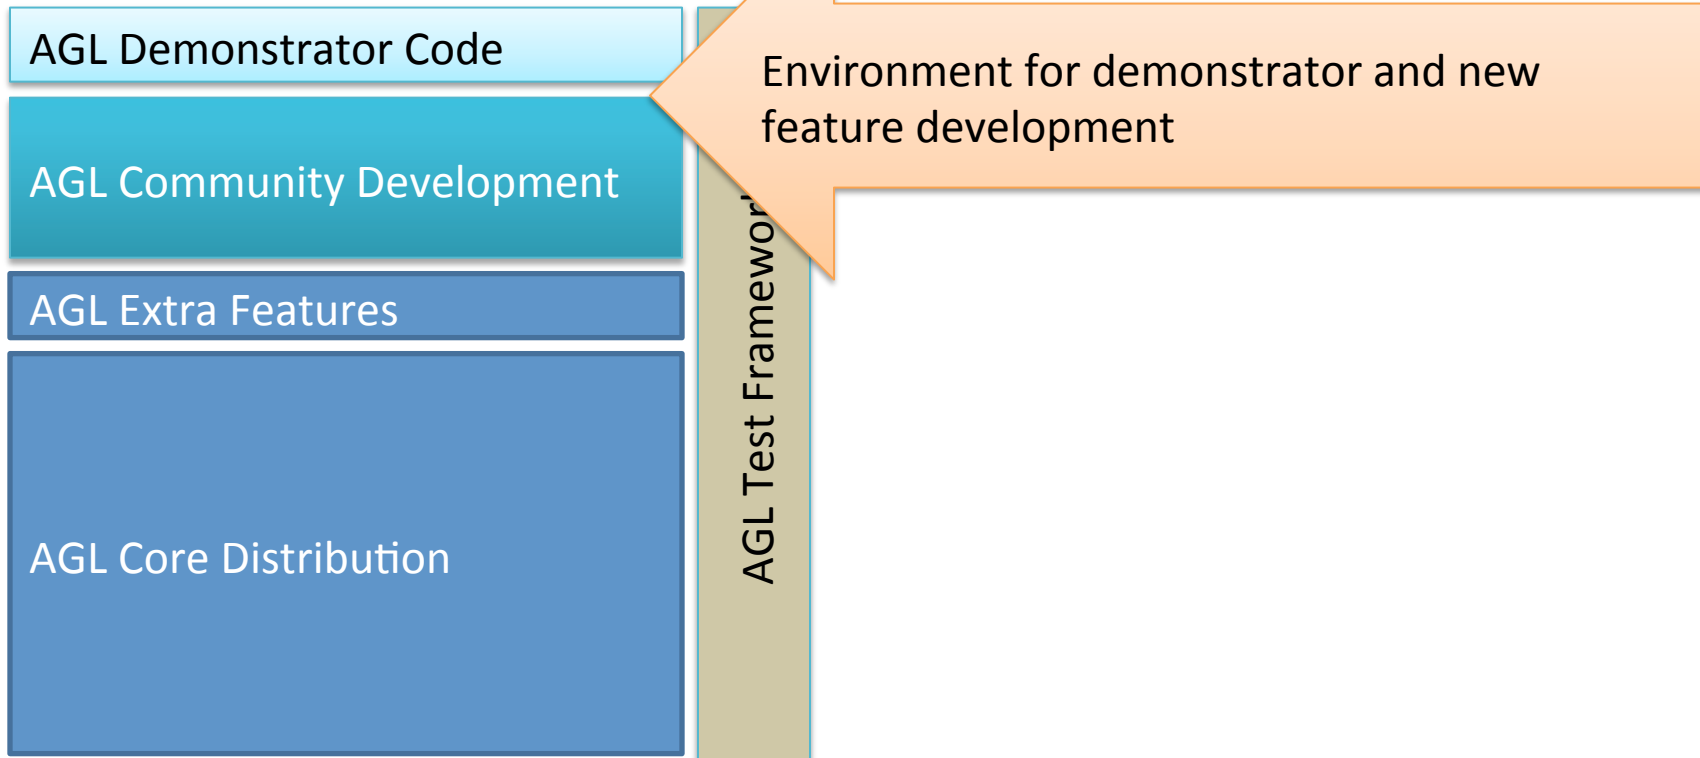 AGL Demonstrator Code
Environment for demonstrator and new
feature development
AGL Community Development
AGL Extra Features
AGL Core Distribution
AGL Test Framework